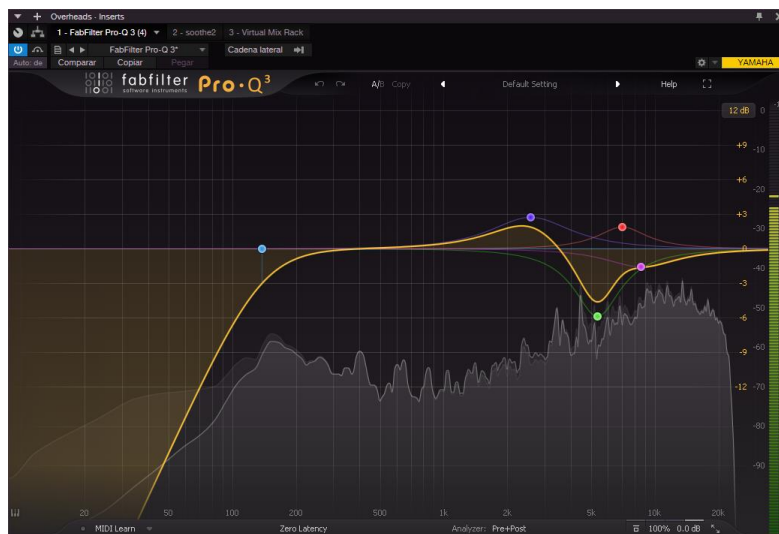 Overheads - Inserts
1 - FabFilter Pro-Q 3 (4) 2 - soothe2 3 - Virtual Mix Rack
FabFilter Pro-Q 3* Cadena lateral
Auto: de Comparar Copiar Pegar YAMAHA
fabfilter software instruments Pro·Q3 A/B Copy Default Setting Help
12 dB 0
+9 -10
+6 -20
+3 -30
0 -40
-3 -50
-6 -60
-9 -70
-12 -80
-90
20 50 100 200 500 1k 2k 5k 10k 20k
MIDI Learn Zero Latency Analyzer: Pre+Post 100% 0.0 dB